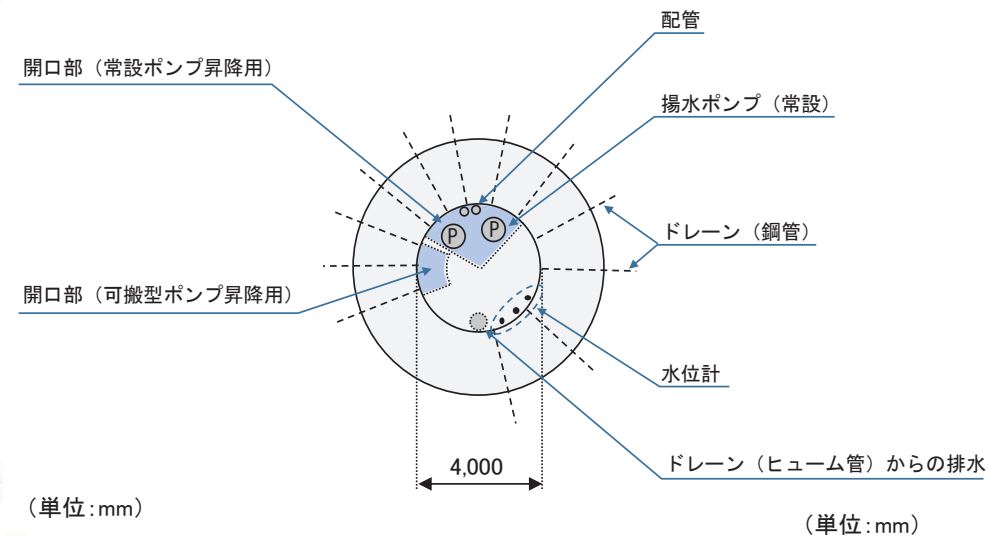 配管
開口部（常設ポンプ昇降用）
揚水ポンプ（常設）
P
P
ドレーン（鋼管）
開口部（可搬型ポンプ昇降用）
水位計
ドレーン（ヒューム管）からの排水
4,000
（単位:mm）
（単位:mm）